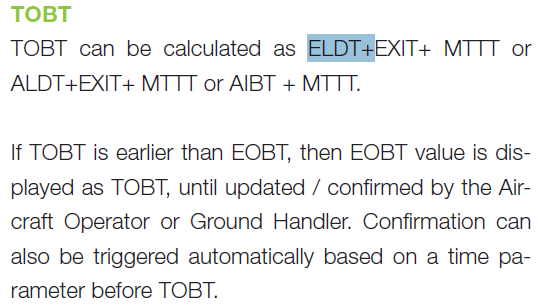 TOBT
TOBT can be calculated as ELDT+EXIT+ MTTT or
ALDT+EXIT+ MTTT or AIBT + MTTT.
If TOBT is earlier than EOBT, then EOBT value is dis-
played as TOBT, until updated / confirmed by the Air-
craft Operator or Ground Handler. Confirmation can
also be triggered automatically based on a time pa-
rameter before TOBT.